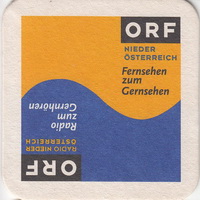 ORF
NIEDER
ÖSTERREICH
Fernsehen
zum
Gernsehen
ORF
RADIO NIEDER
ÖSTERREICH
Radio
zum
Gernhören